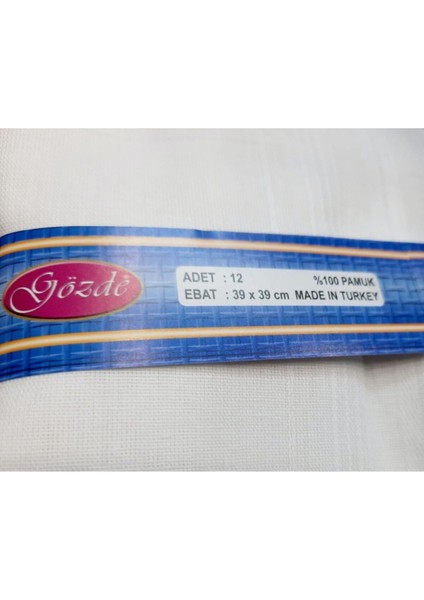 Gözde
ADET : 12 %100 PAMUK
EBAT : 39 x 39 cm MADE IN TURKEY